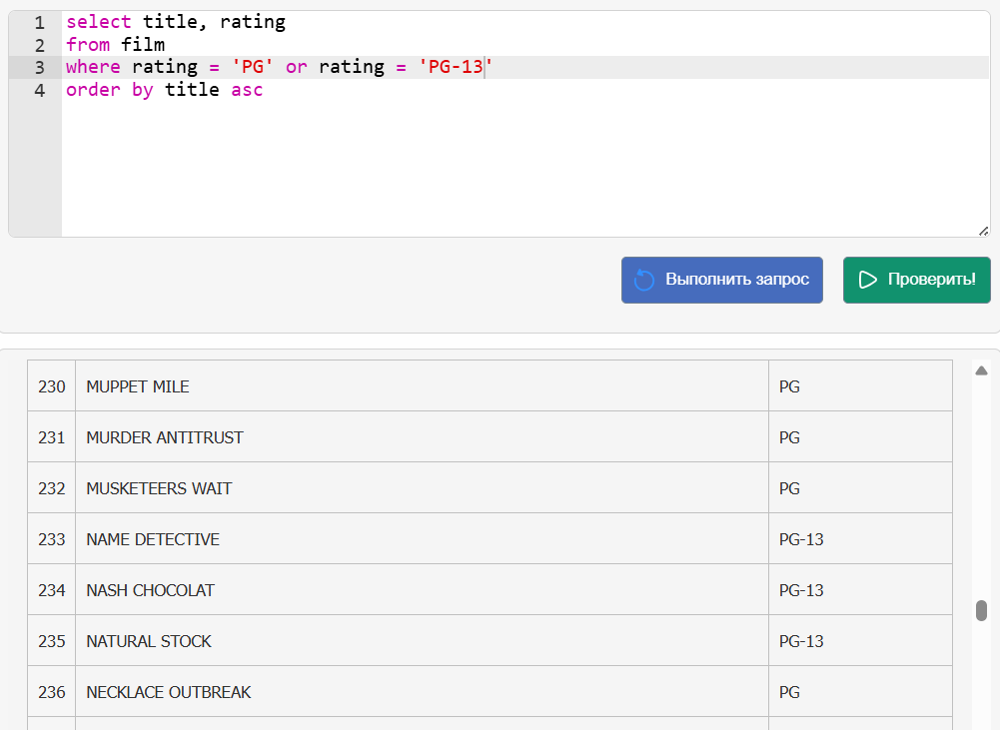 1 select title, rating
2 from film
3 where rating = 'PG' or rating = 'PG-13'
4 order by title asc
Выполнить запрос Проверить!
230 MUPPET MILE PG
231 MURDER ANTITRUST PG
232 MUSKETEERS WAIT PG
233 NAME DETECTIVE PG-13
234 NASH CHOCOLAT PG-13
235 NATURAL STOCK PG-13
236 NECKLACE OUTBREAK PG